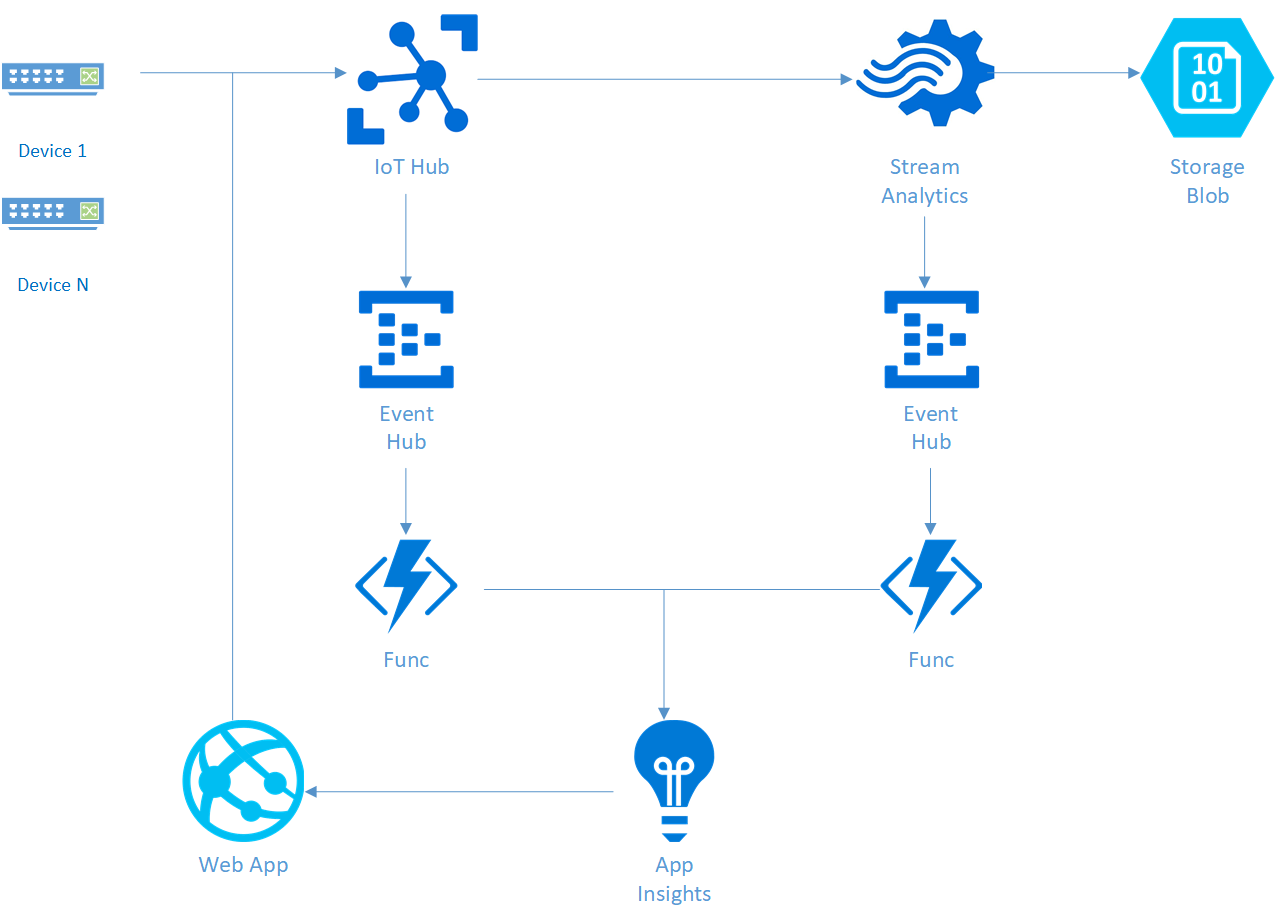 Device 1
Device N
IoT Hub
Stream
Analytics
10
01
Storage
Blob
Event
Hub
Event
Hub
Func
Func
Web App
App
Insights